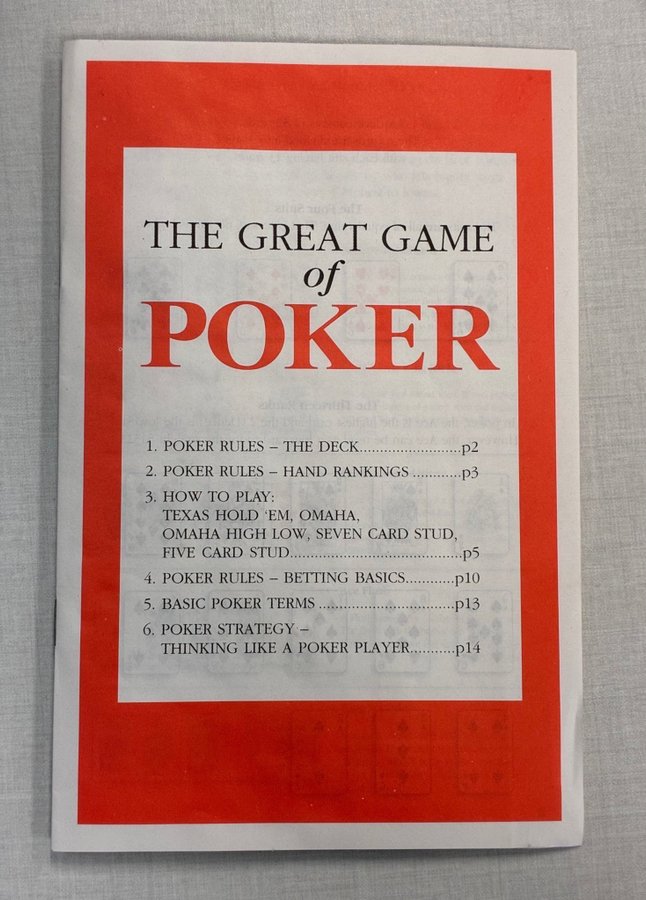 THE GREAT GAME
of
POKER
1. POKER RULES – THE DECK........................p2
2. POKER RULES – HAND RANKINGS ...........p3
3. HOW TO PLAY:
TEXAS HOLD ‘EM, OMAHA,
OMAHA HIGH LOW, SEVEN CARD STUD,
FIVE CARD STUD.........................................p5
4. POKER RULES – BETTING BASICS...........p10
5. BASIC POKER TERMS ................................p13
6. POKER STRATEGY –
THINKING LIKE A POKER PLAYER...........p14